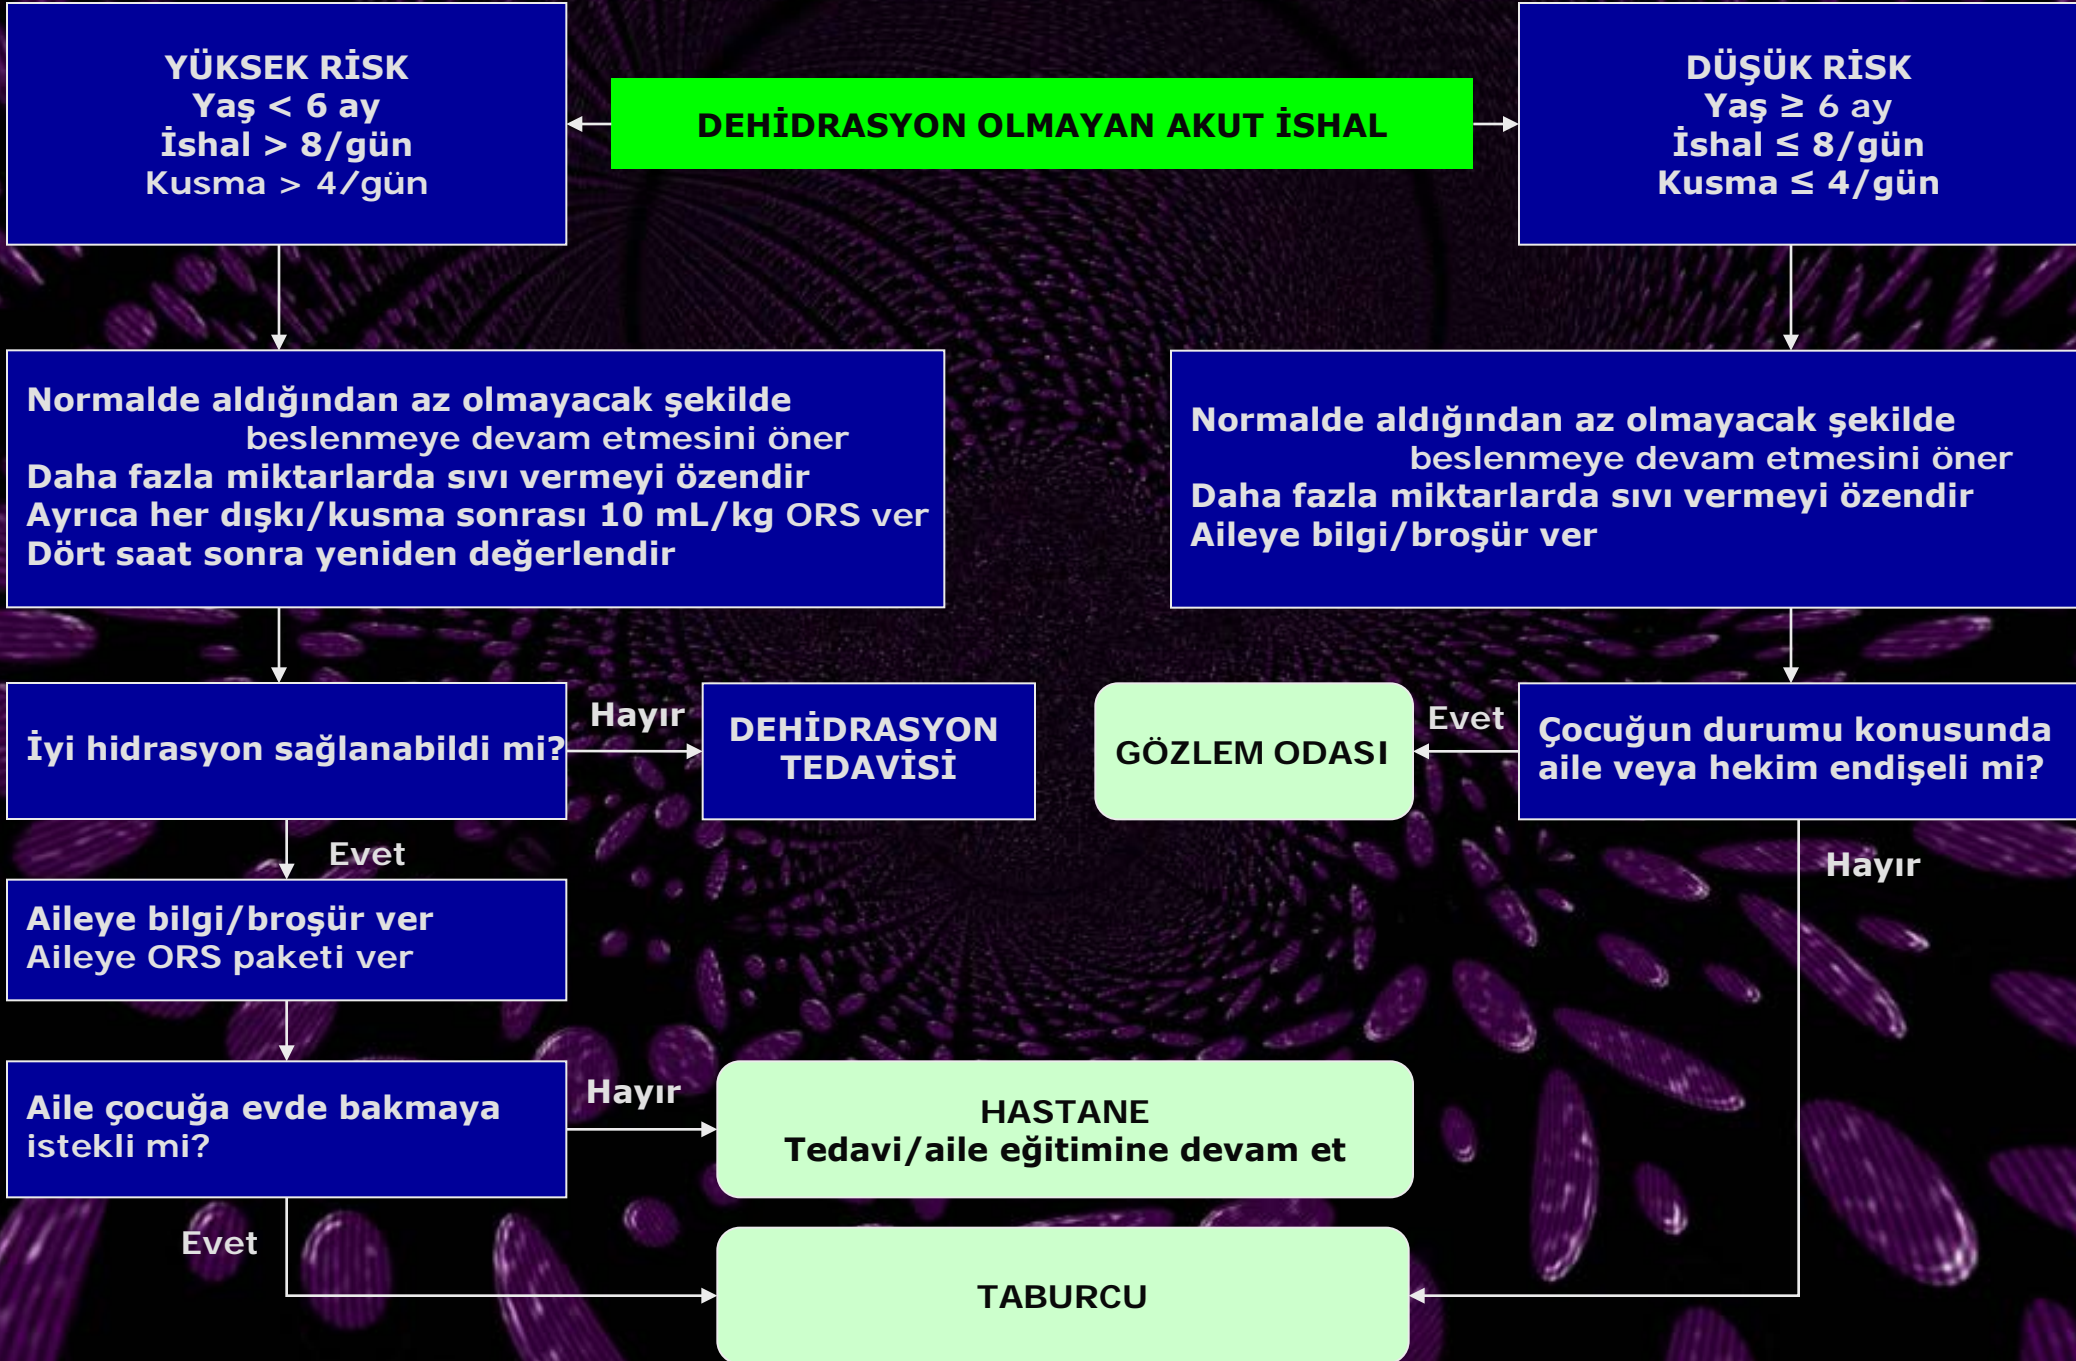 YÜKSEK RİSK
Yaş < 6 ay
İshal > 8/gün
Kusma > 4/gün
DEHİDRASYON OLMAYAN AKUT İSHAL
DÜŞÜK RİSK
Yaş ≥ 6 ay
İshal ≤ 8/gün
Kusma ≤ 4/gün
Normalde aldığından az olmayacak şekilde
beslenmeye devam etmesini öner
Daha fazla miktarlarda sıvı vermeyi özendir
Ayrıca her dışkı/kusma sonrası 10 mL/kg ORS ver
Dört saat sonra yeniden değerlendir
Normalde aldığından az olmayacak şekilde
beslenmeye devam etmesini öner
Daha fazla miktarlarda sıvı vermeyi özendir
Aileye bilgi/broşür ver
İyi hidrasyon sağlanabildi mi?
Hayır
DEHİDRASYON
TEDAVİSİ
GÖZLEM ODASI
Evet
Çocuğun durumu konusunda
aile veya hekim endişeli mi?
Evet
Hayır
Aileye bilgi/broşür ver
Aileye ORS paketi ver
Aile çocuğa evde bakmaya
istekli mi?
Hayır
HASTANE
Tedavi/aile eğitimine devam et
Evet
TABURCU